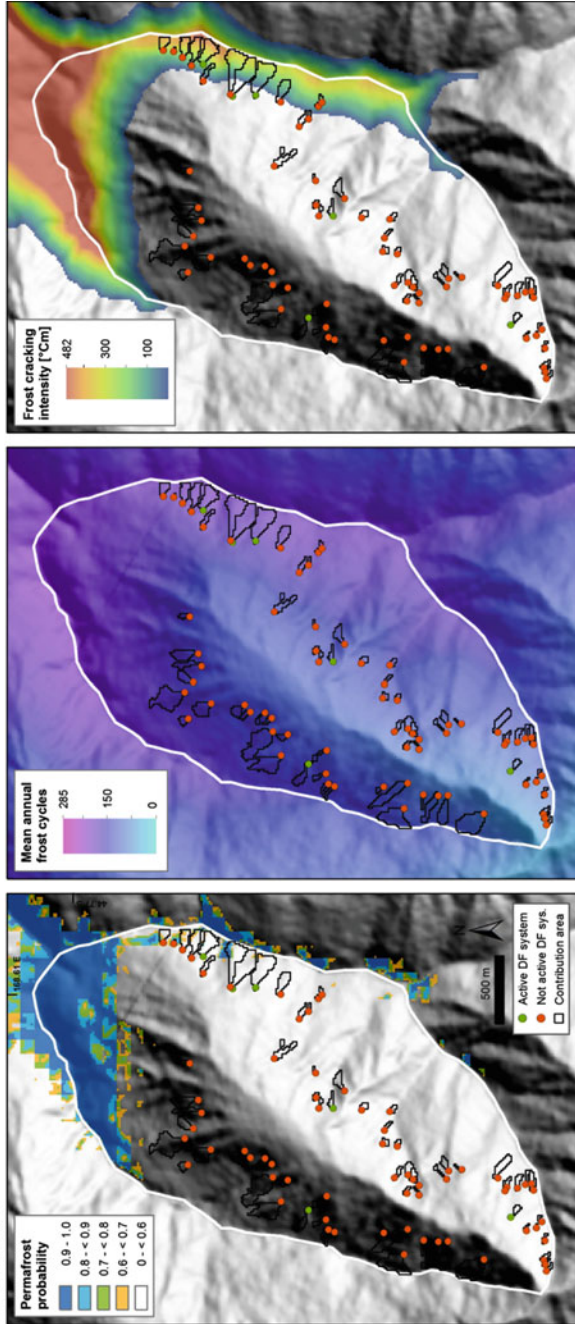 Permafrost
probability
0.9 - 1.0
0.8 - < 0.9
0.7 - < 0.8
0.6 - < 0.7
0 - < 0.6
168.61 E
500 m
N
Active DF system
Not active DF sys.
Contribution area
Mean annual
frost cycles
285
150
0
Frost cracking
intensity [°Cm]
482
300
100